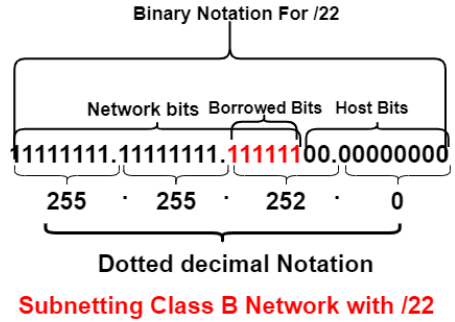 Binary Notation For /22
Network bits Borrowed Bits Host Bits
11111111.11111111.11111100.00000000
255 . 255 . 252 . 0
Dotted decimal Notation
Subnetting Class B Network with /22